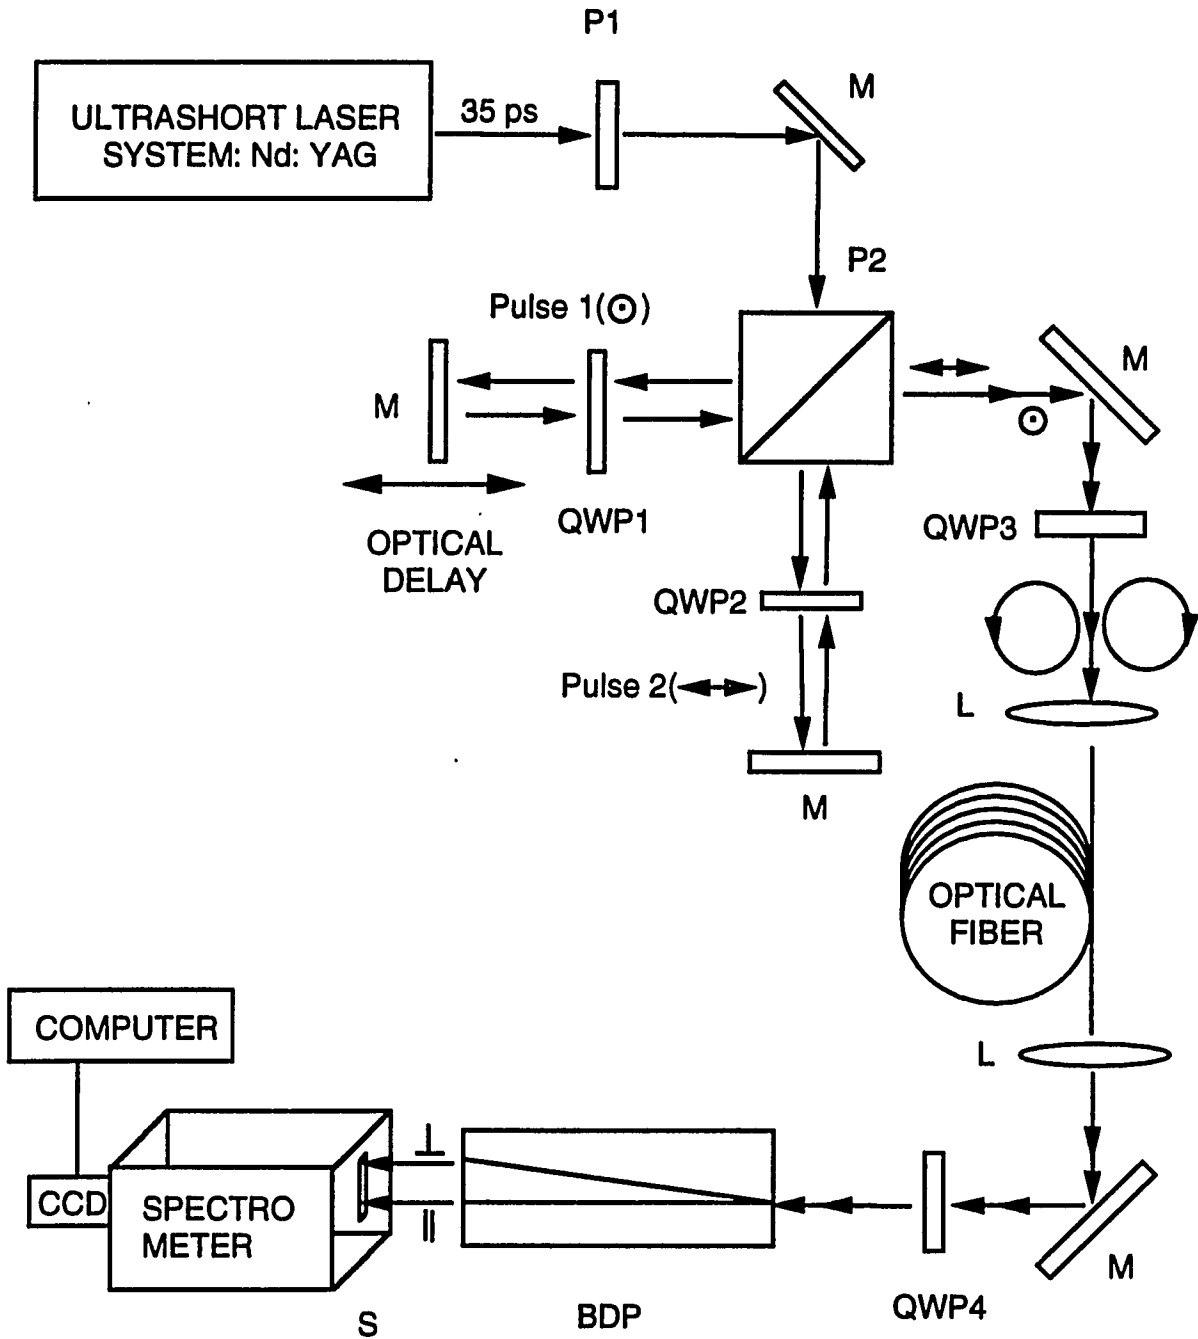 P1
M
ULTRASHORT LASER
SYSTEM: Nd: YAG
35 ps
P2
Pulse 1(⊙)
M
M
QWP1
OPTICAL
DELAY
QWP3
QWP2
Pulse 2(↔)
L
M
OPTICAL
FIBER
COMPUTER
L
⊥
CCD
SPECTRO
METER
||
M
QWP4
BDP
S